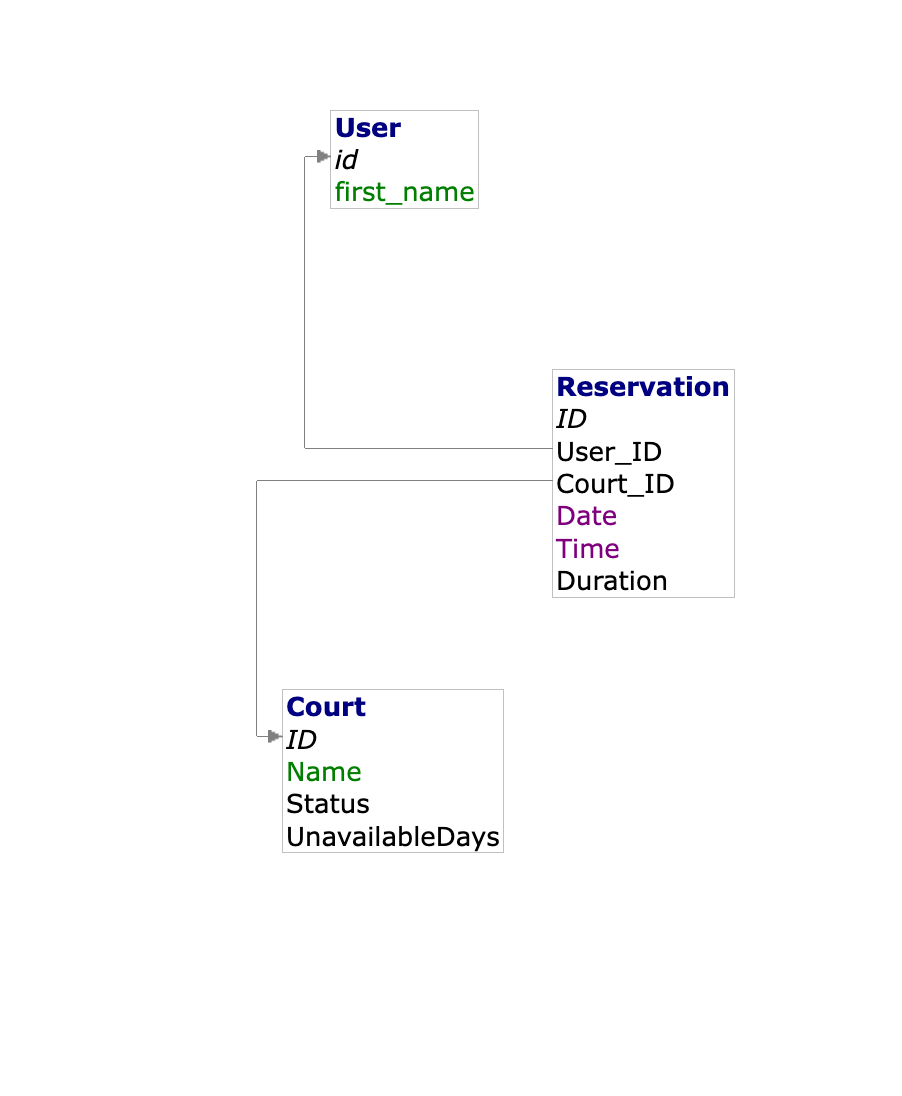 User
id
first_name
Reservation
ID
User_ID
Court_ID
Date
Time
Duration
Court
ID
Name
Status
UnavailableDays